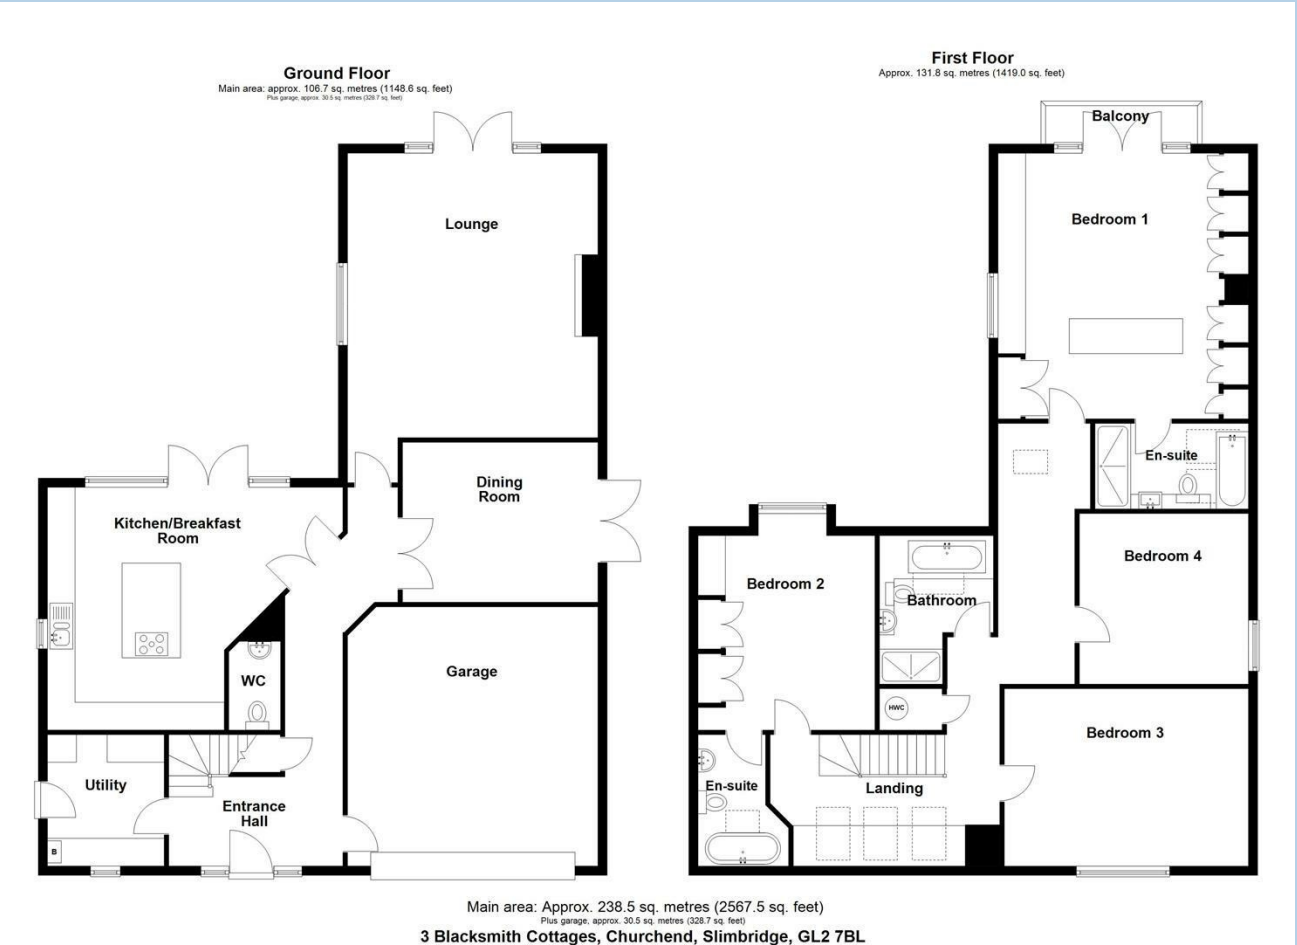 Ground Floor
Main area: approx. 106.7 sq. metres (1148.6 sq. feet)
Plus garage, approx. 30.5 sq. metres (328.7 sq. feet)
Lounge
Dining
Room
Kitchen/Breakfast
Room
WC
Garage
Utility
Entrance
Hall
B
First Floor
Approx. 131.8 sq. metres (1419.0 sq. feet)
Balcony
Bedroom 1
En-suite
Bedroom 4
Bedroom 2
Bathroom
HWC
Bedroom 3
En-suite
Landing
Main area: Approx. 238.5 sq. metres (2567.5 sq. feet)
Plus garage, approx. 30.5 sq. metres (328.7 sq. feet)
3 Blacksmith Cottages, Churchend, Slimbridge, GL2 7BL